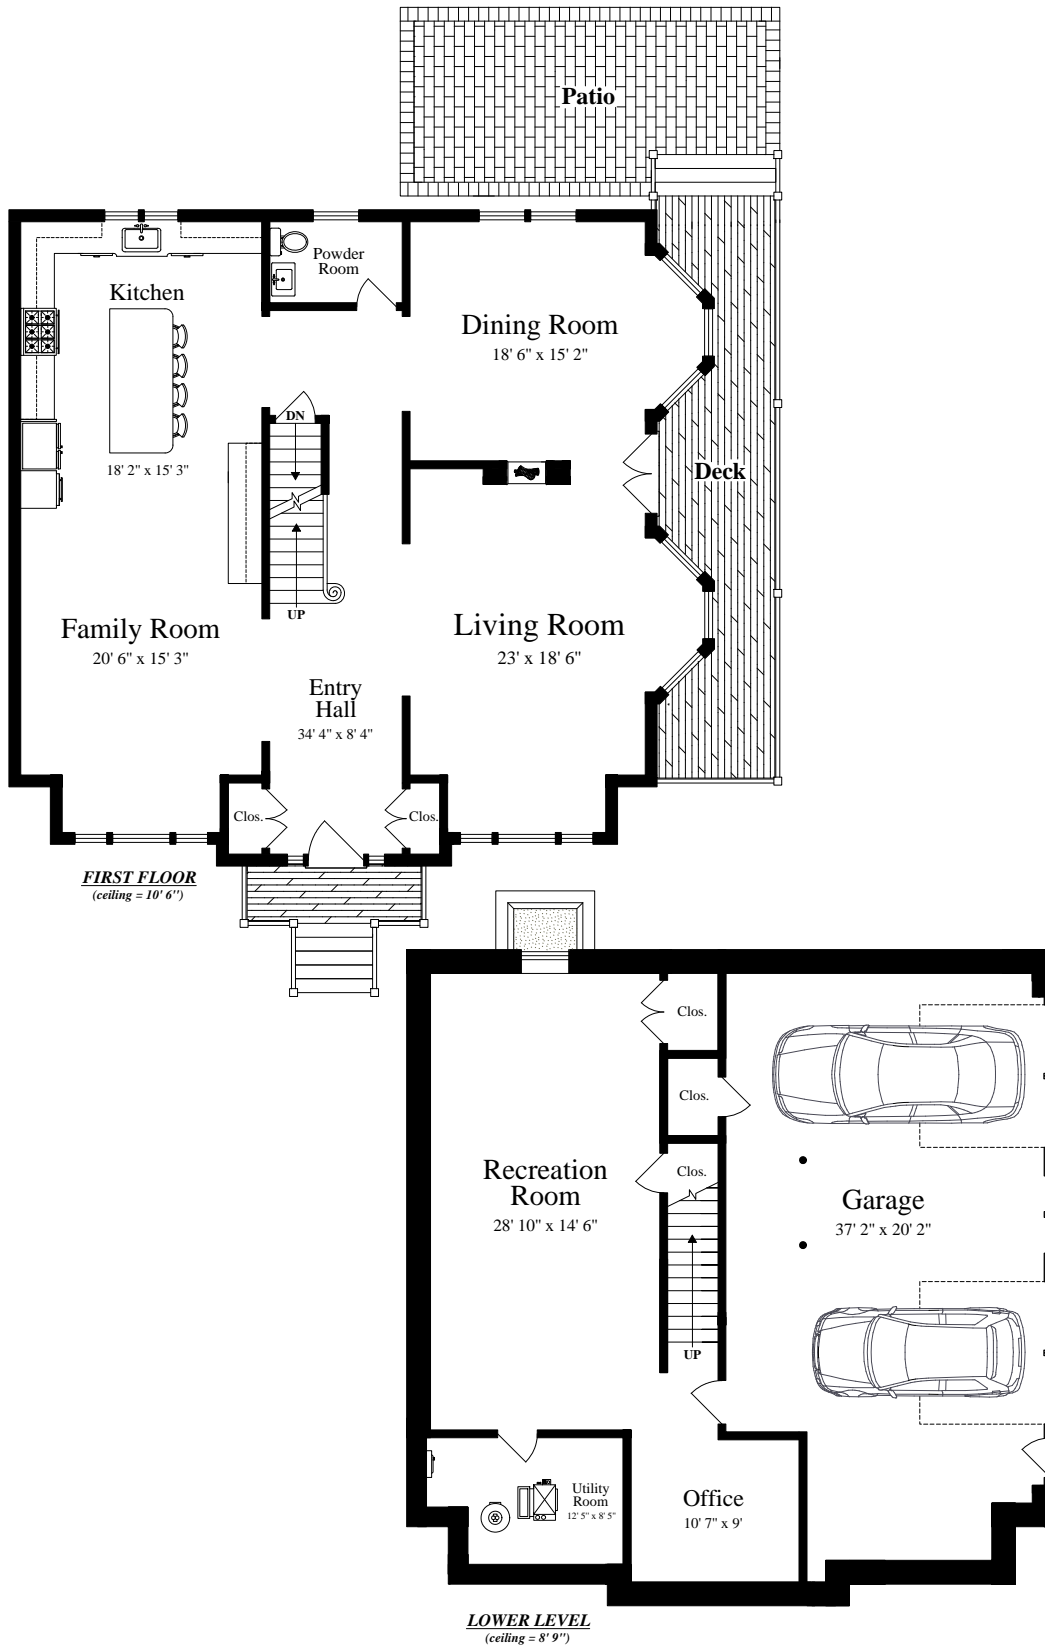 Patio
Powder
Room
Kitchen
Dining Room
18' 6" x 15' 2"
DN
18' 2" x 15' 3"
Deck
UP
Family Room
20' 6" x 15' 3"
Living Room
23' x 18' 6"
Entry
Hall
34' 4" x 8' 4"
Clos.
Clos.
FIRST FLOOR
(ceiling = 10' 6")
Clos.
Clos.
Clos.
Recreation
Room
28' 10" x 14' 6"
Garage
37' 2" x 20' 2"
UP
Utility
Room
12' 5" x 8' 5"
Office
10' 7" x 9'
LOWER LEVEL
(ceiling = 8' 9")